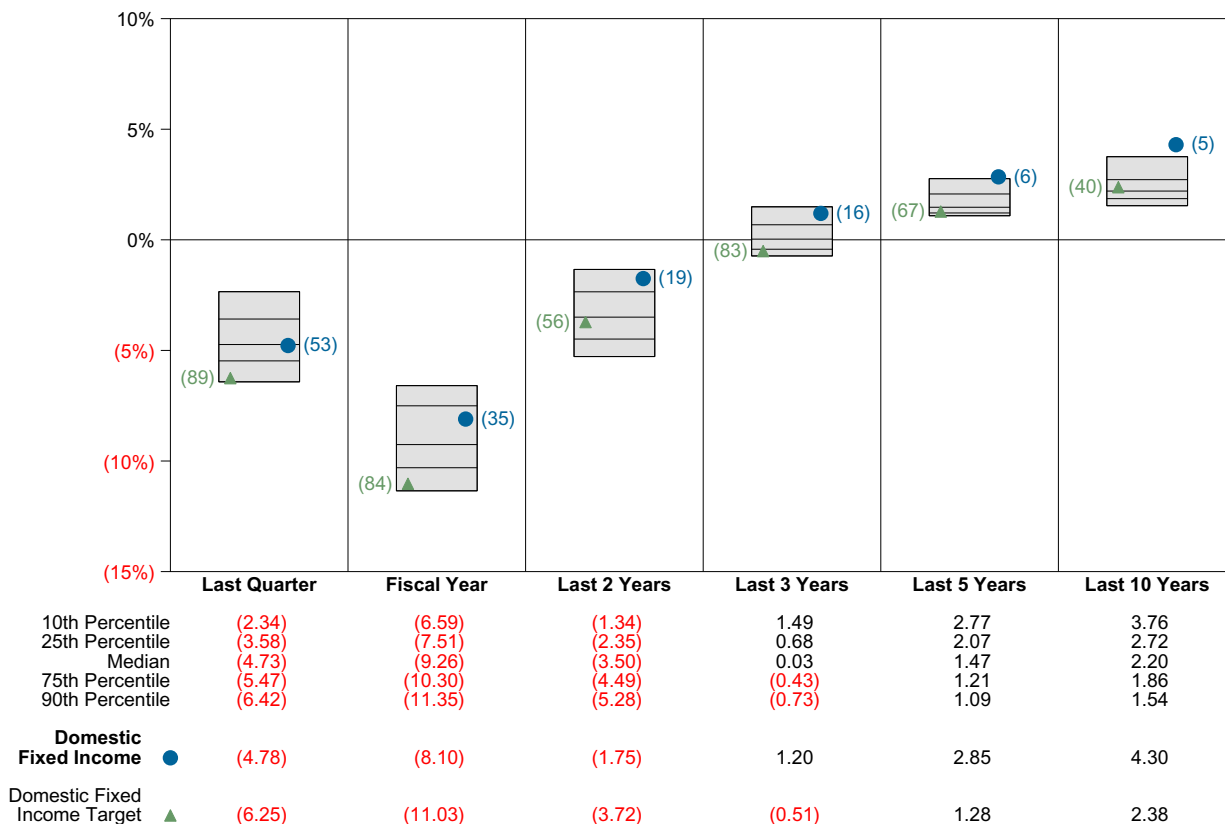 10%
5%
0%
(5%)
(10%)
(15%)
(53)
(89)
(35)
(84)
(19)
(56)
(16)
(83)
(6)
(67)
(5)
(40)
Last Quarter Fiscal Year Last 2 Years Last 3 Years Last 5 Years Last 10 Years
10th Percentile (2.34) (6.59) (1.34) 1.49 2.77 3.76
25th Percentile (3.58) (7.51) (2.35) 0.68 2.07 2.72
Median (4.73) (9.26) (3.50) 0.03 1.47 2.20
75th Percentile (5.47) (10.30) (4.49) (0.43) 1.21 1.86
90th Percentile (6.42) (11.35) (5.28) (0.73) 1.09 1.54
Domestic
Fixed Income (4.78) (8.10) (1.75) 1.20 2.85 4.30
Domestic Fixed
Income Target (6.25) (11.03) (3.72) (0.51) 1.28 2.38